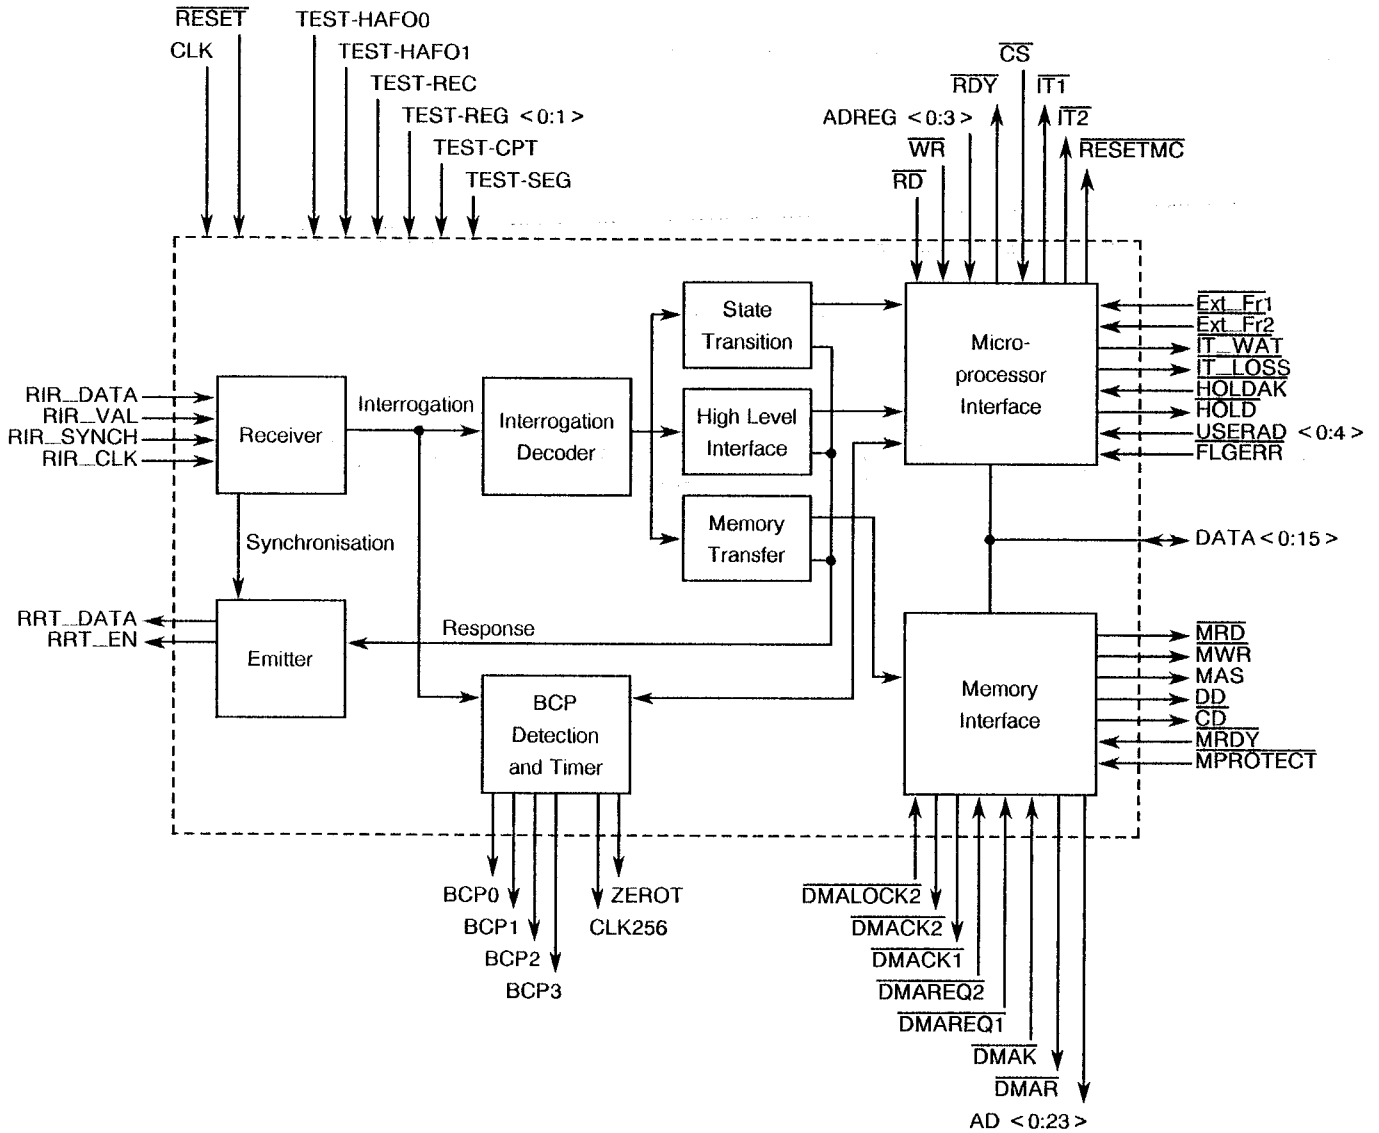 RESET
TEST-HAFO0
CLK
TEST-HAFO1
TEST-REC
TEST-REG <0:1>
TEST-CPT
TEST-SEG
CS
RDY
IT1
ADREG <0:3>
IT2
WR
RESETMC
RD
State
Transition
Micro-
processor
Interface
Ext_Fr1
Ext_Fr2
IT_WAT
IT_LOSS
HOLDAK
HOLD
USERAD <0:4>
FLGERR
RIR_DATA
RIR_VAL
RIR_SYNCH
RIR_CLK
Receiver
Interrogation
Interrogation
Decoder
High Level
Interface
Memory
Transfer
Synchronisation
DATA <0:15>
RRT_DATA
RRT_EN
Emitter
Response
BCP
Detection
and Timer
Memory
Interface
MRD
MWR
MAS
DD
CD
MRDY
MPROTECT
BCP0
BCP1
BCP2
BCP3
ZEROT
CLK256
DMALOCK2
DMACK2
DMACK1
DMAREQ2
DMAREQ1
DMAK
DMAR
AD <0:23>